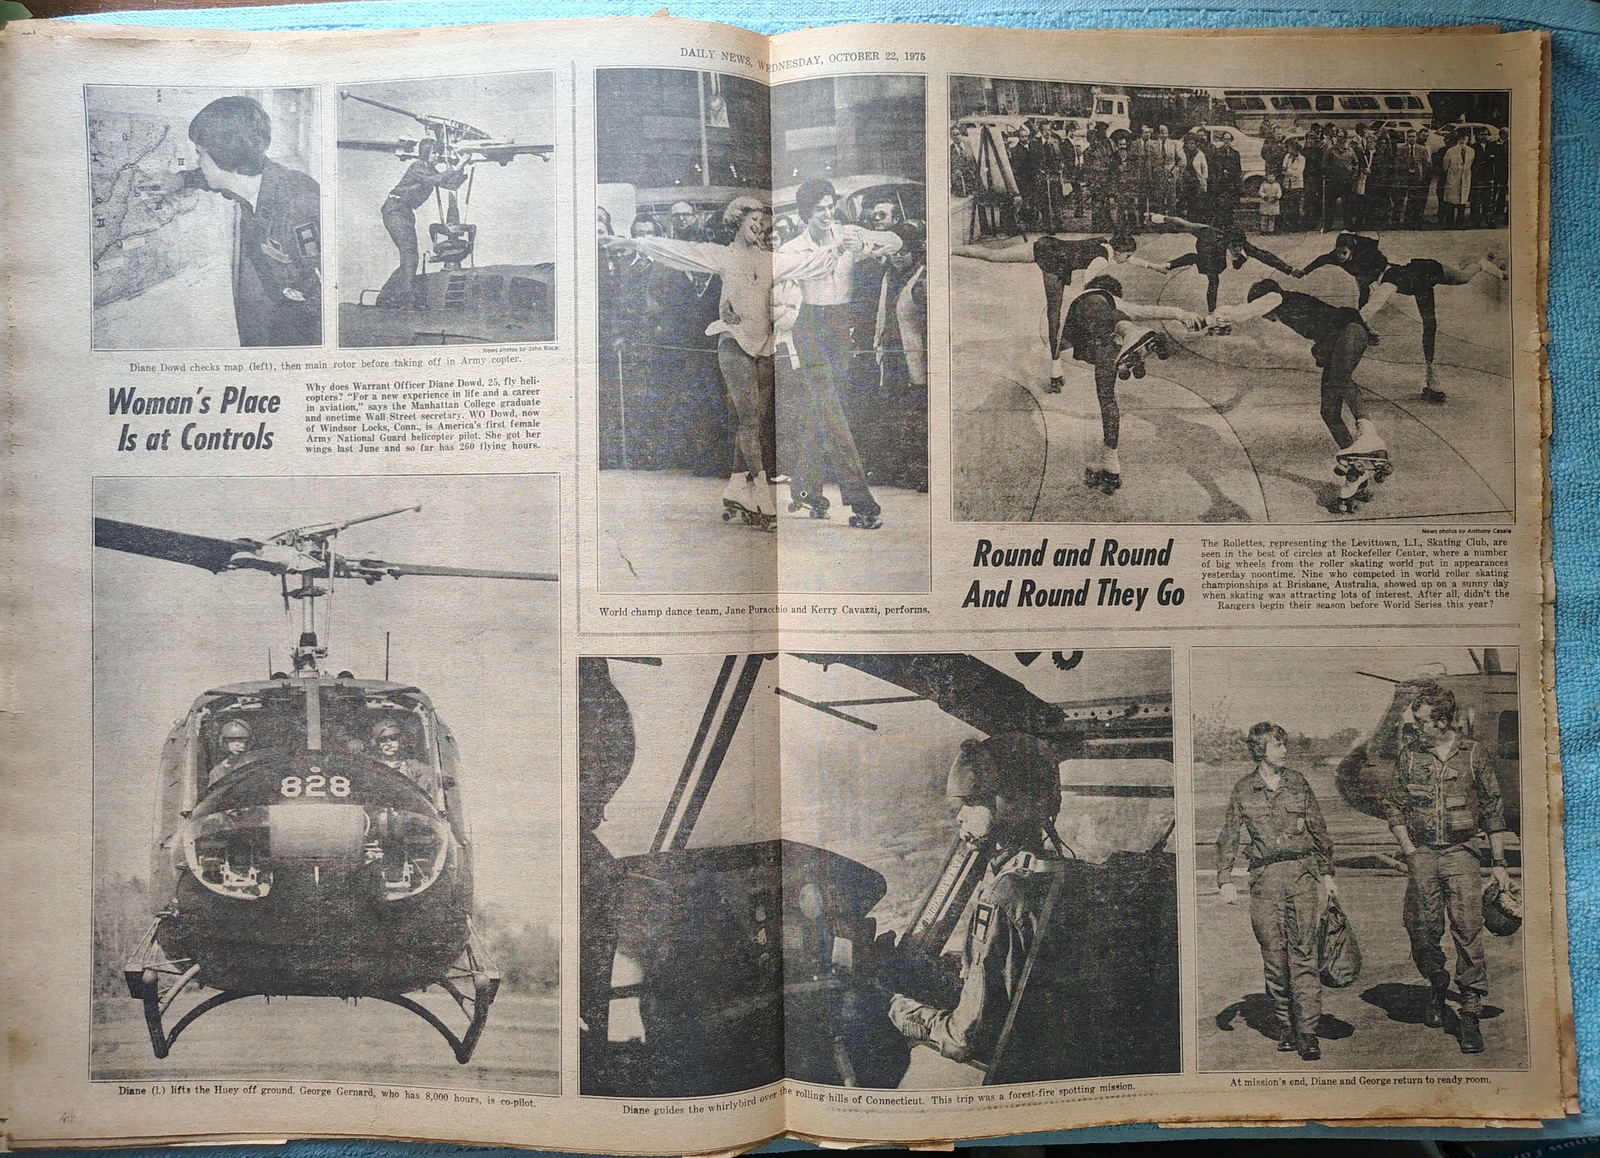 DAILY NEWS, WEDNESDAY, OCTOBER 22, 1975
News photos by John Roca
Diane Dowd checks map (left), then main rotor before taking off in Army copter.
Woman's Place
Is at Controls
Why does Warrant Officer Diane Dowd, 25, fly heli-
copters? "For a new experience in life and a career
in aviation," says the Manhattan College graduate
and onetime Wall Street secretary. WO Dowd, now
of Windsor Locks, Conn., is America's first female
Army National Guard helicopter pilot. She got her
wings last June and so far has 260 flying hours.
828
Diane (l.) lifts the Huey off ground. George Gernard, who has 8,000 hours, is co-pilot.
World champ dance team, Jane Puracchio and Kerry Cavazzi, performs.
News photos by Anthony Casale
Round and Round
And Round They Go
The Rollettes, representing the Levittown, L.I., Skating Club, are
seen in the best of circles at Rockefeller Center, where a number
of big wheels from the roller skating world put in appearances
yesterday noontime. Nine who competed in world roller skating
championships at Brisbane, Australia, showed up on a sunny day
when skating was attracting lots of interest. After all, didn't the
Rangers begin their season before World Series this year?
Diane guides the whirlybird over the rolling hills of Connecticut. This trip was a forest-fire spotting mission.
At mission's end, Diane and George return to ready room.